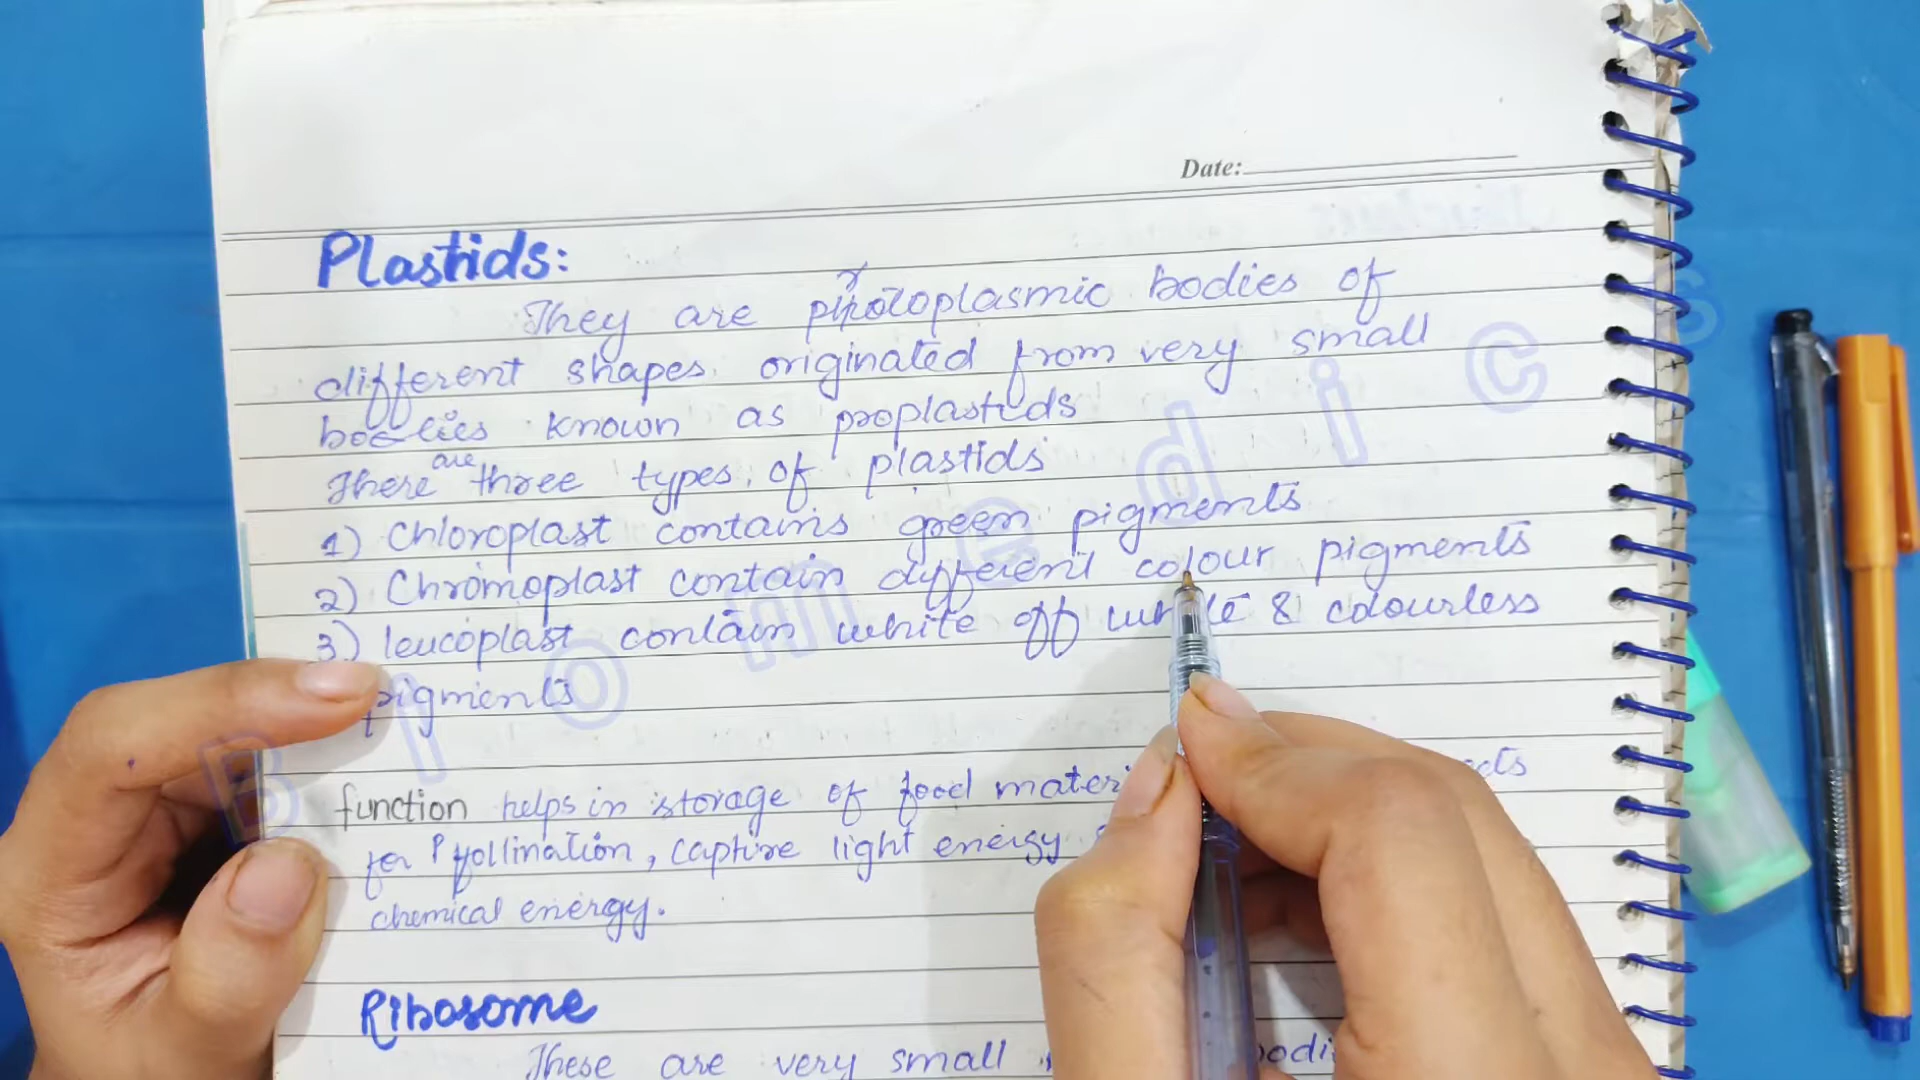 Date:
Plastids:
They are protoplasmic bodies of
different shapes originated from very small
bodies known as proplastids
There are three types of plastids
1) Chloroplast contains green pigments
2) Chromoplast contain different colour pigments
3) leucoplast contain white off white & colourless
pigments
function helps in storage of food
for pollination, capture light energy
chemical energy.
Ribosome
These are very small
Biomedics